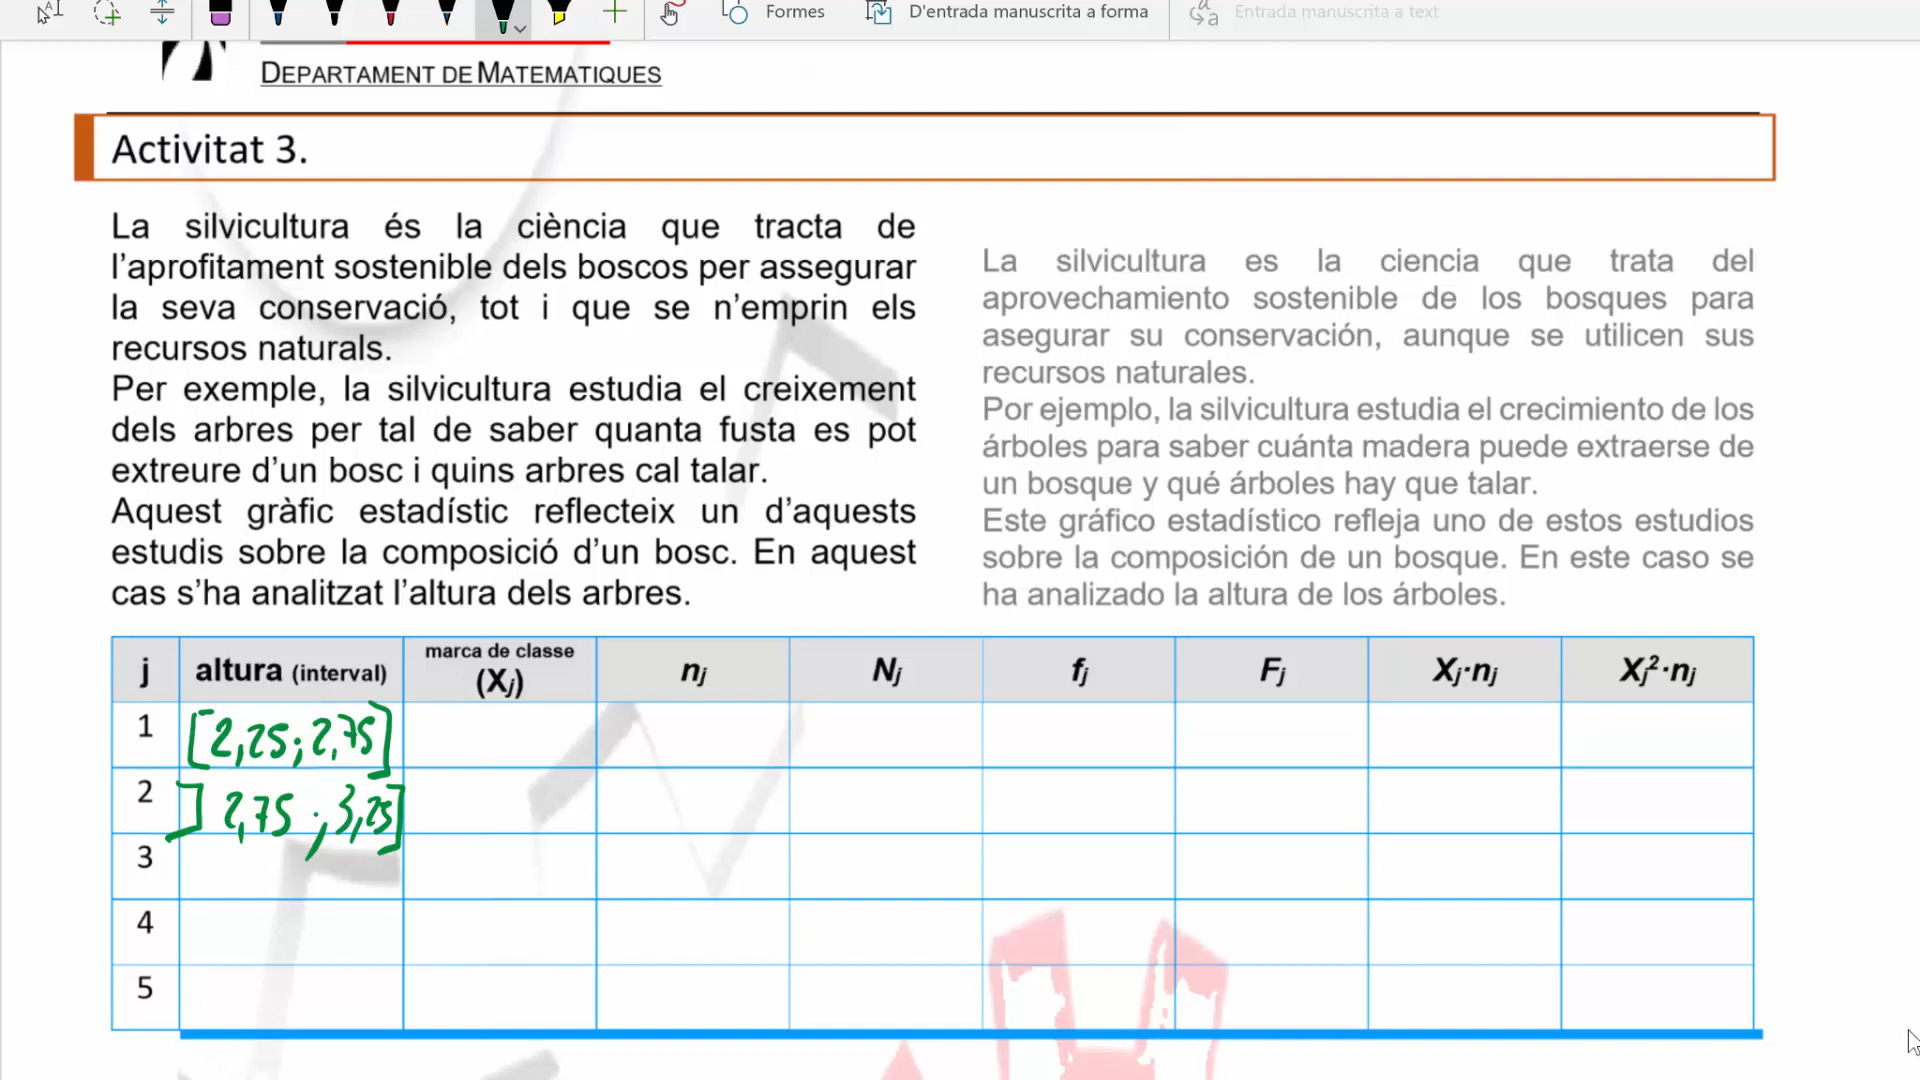 Formes
D'entrada manuscrita a forma
Entrada manuscrita a text
DEPARTAMENT DE MATEMATIQUES
Activitat 3.
La silvicultura és la ciència que tracta de
l’aprofitament sostenible dels boscos per assegurar
la seva conservació, tot i que se n’emprin els
recursos naturals.
Per exemple, la silvicultura estudia el creixement
dels arbres per tal de saber quanta fusta es pot
extreure d’un bosc i quins arbres cal talar.
Aquest gràfic estadístic reflecteix un d’aquests
estudis sobre la composició d’un bosc. En aquest
cas s’ha analitzat l’altura dels arbres.
La silvicultura es la ciencia que trata del
aprovechamiento sostenible de los bosques para
asegurar su conservación, aunque se utilicen sus
recursos naturales.
Por ejemplo, la silvicultura estudia el crecimiento de los
árboles para saber cuánta madera puede extraerse de
un bosque y qué árboles hay que talar.
Este gráfico estadístico refleja uno de estos estudios
sobre la composición de un bosque. En este caso se
ha analizado la altura de los árboles.
j altura (interval) marca de classe (Xj) nj Nj fj Fj Xj·nj Xj²·nj
1 [2,25;2,75]
2 ]2,75;3,25]
3
4
5